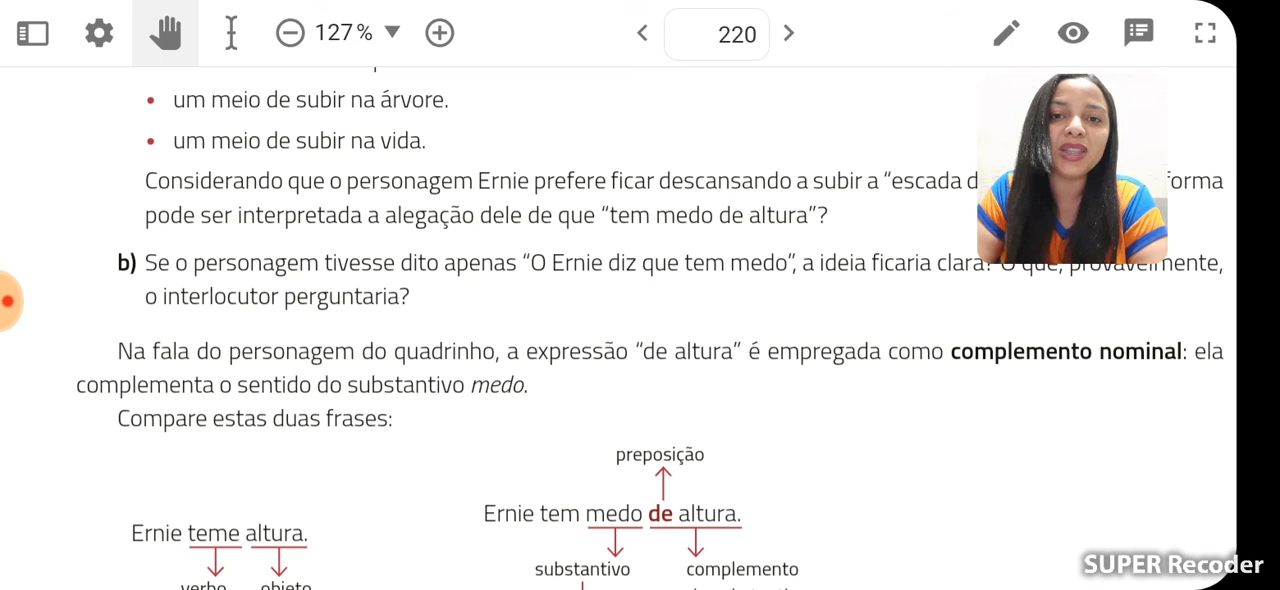 127%
220
um meio de subir na árvore.
um meio de subir na vida.
Considerando que o personagem Ernie prefere ficar descansando a subir a “escada d forma
pode ser interpretada a alegação dele de que “tem medo de altura”?
b) Se o personagem tivesse dito apenas “O Ernie diz que tem medo”, a ideia ficaria clara? O que, provavelmente,
o interlocutor perguntaria?
Na fala do personagem do quadrinho, a expressão “de altura” é empregada como complemento nominal: ela
complementa o sentido do substantivo medo.
Compare estas duas frases:
preposição
Ernie tem medo de altura.
Ernie teme altura.
substantivo complemento
verbo objeto
SUPER Recoder